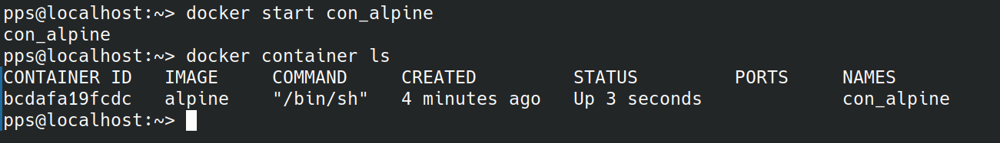 pps@localhost:~> docker start con_alpine
con_alpine
pps@localhost:~> docker container ls
CONTAINER ID   IMAGE     COMMAND     CREATED         STATUS         PORTS     NAMES
bcdafa19fcdc   alpine    "/bin/sh"   4 minutes ago   Up 3 seconds             con_alpine
pps@localhost:~>